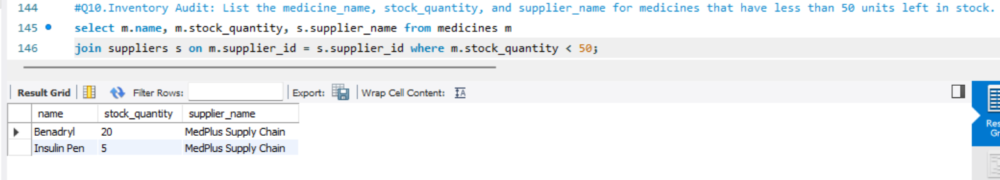 144 #Q10.Inventory Audit: List the medicine_name, stock_quantity, and supplier_name for medicines that have less than 50 units left in stock.
145 select m.name, m.stock_quantity, s.supplier_name from medicines m
146 join suppliers s on m.supplier_id = s.supplier_id where m.stock_quantity < 50;
Result Grid Filter Rows: Export: Wrap Cell Content:
name stock_quantity supplier_name
Benadryl 20 MedPlus Supply Chain
Insulin Pen 5 MedPlus Supply Chain